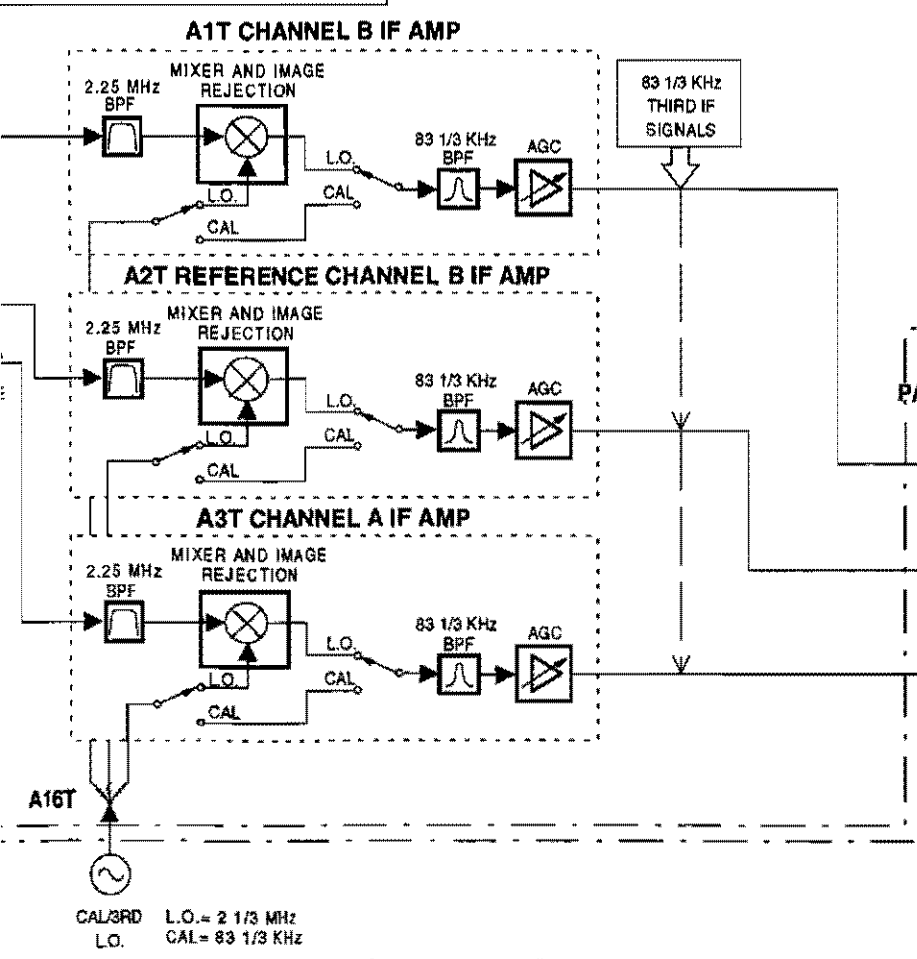 A1T CHANNEL B IF AMP
MIXER AND IMAGE
REJECTION
2.25 MHz
BPF
83 1/3 KHz
THIRD IF
SIGNALS
L.O.
83 1/3 KHz
BPF
AGC
L.O.
CAL
CAL
A2T REFERENCE CHANNEL B IF AMP
MIXER AND IMAGE
REJECTION
2.25 MHz
BPF
L.O.
83 1/3 KHz
BPF
AGC
L.O.
CAL
CAL
PA
A3T CHANNEL A IF AMP
MIXER AND IMAGE
REJECTION
2.25 MHz
BPF
L.O.
83 1/3 KHz
BPF
AGC
L.O.
CAL
CAL
A16T
CAL/3RD
L.O.
L.O.= 2 1/3 MHz
CAL= 83 1/3 KHz